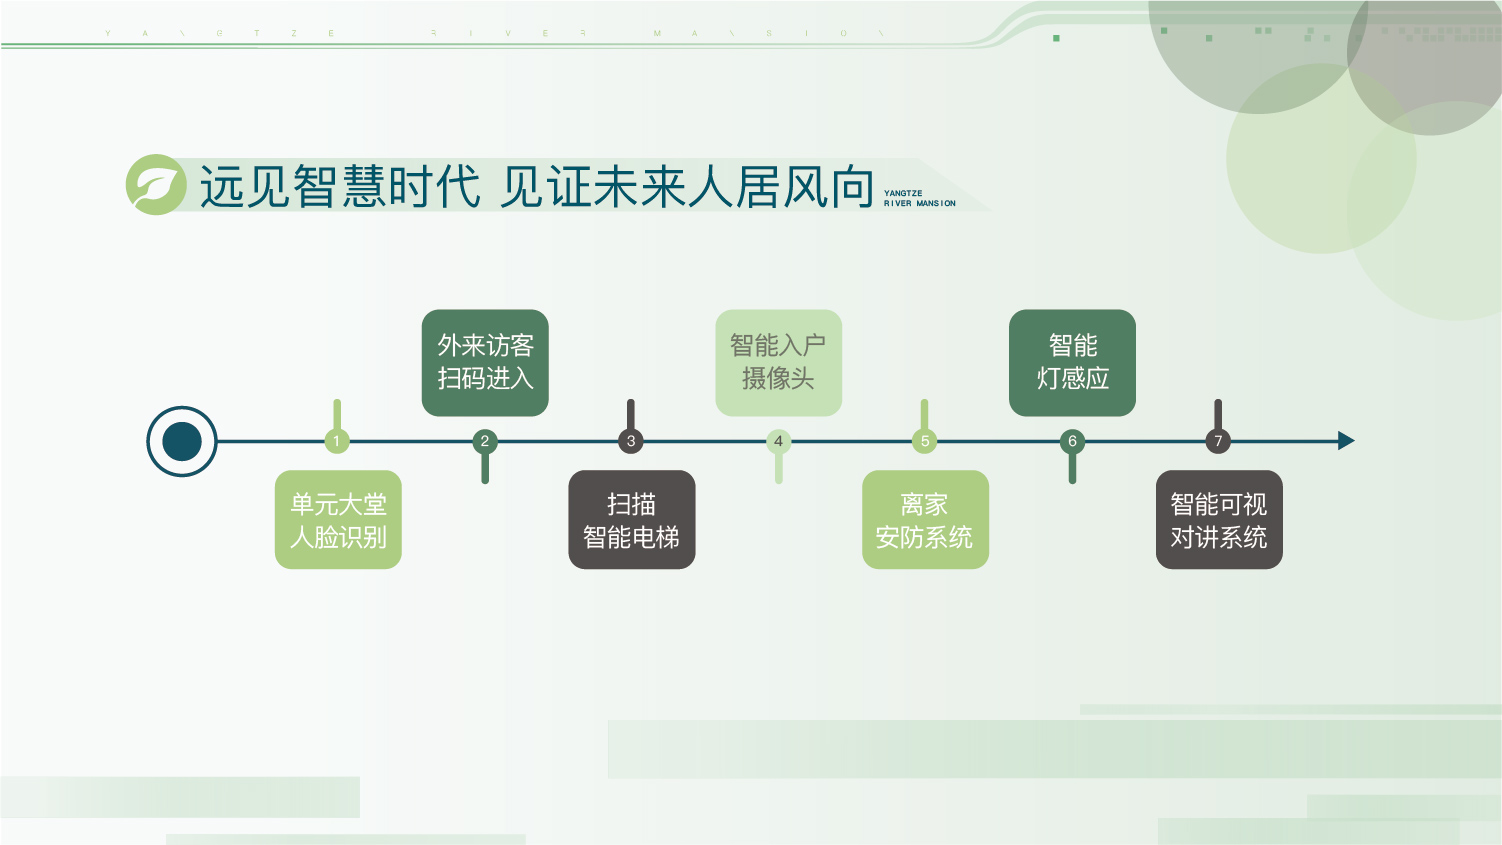 YANGTZE RIVER MANSION
远见智慧时代 见证未来人居风向
YANGTZE
RIVER MANSION
1
单元大堂
人脸识别
2
外来访客
扫码进入
3
扫描
智能电梯
4
智能入户
摄像头
5
离家
安防系统
6
智能
灯感应
7
智能可视
对讲系统